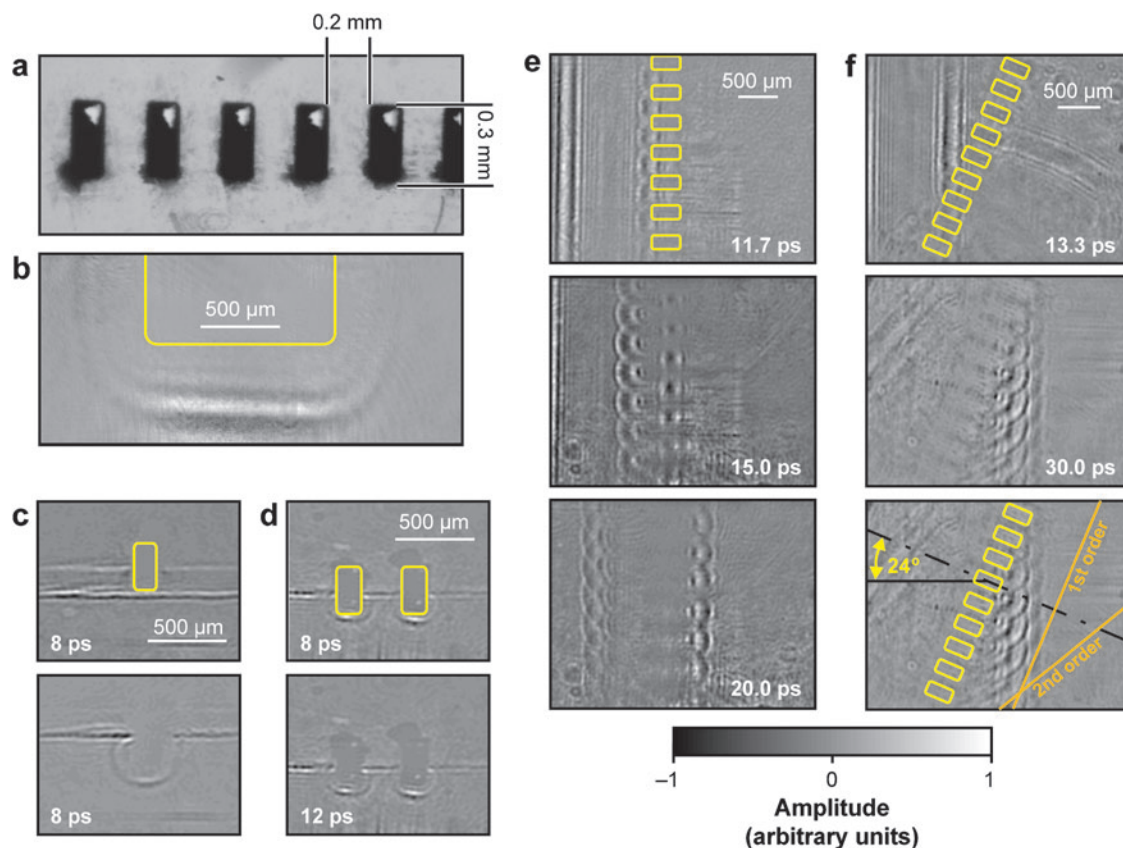 0.2 mm
a
0.3 mm
b
500 µm
c
8 ps
500 µm
8 ps
d
500 µm
8 ps
12 ps
e
500 µm
11.7 ps
15.0 ps
20.0 ps
f
500 µm
13.3 ps
30.0 ps
24°
1st order
2nd order
–1
0
1
Amplitude
(arbitrary units)